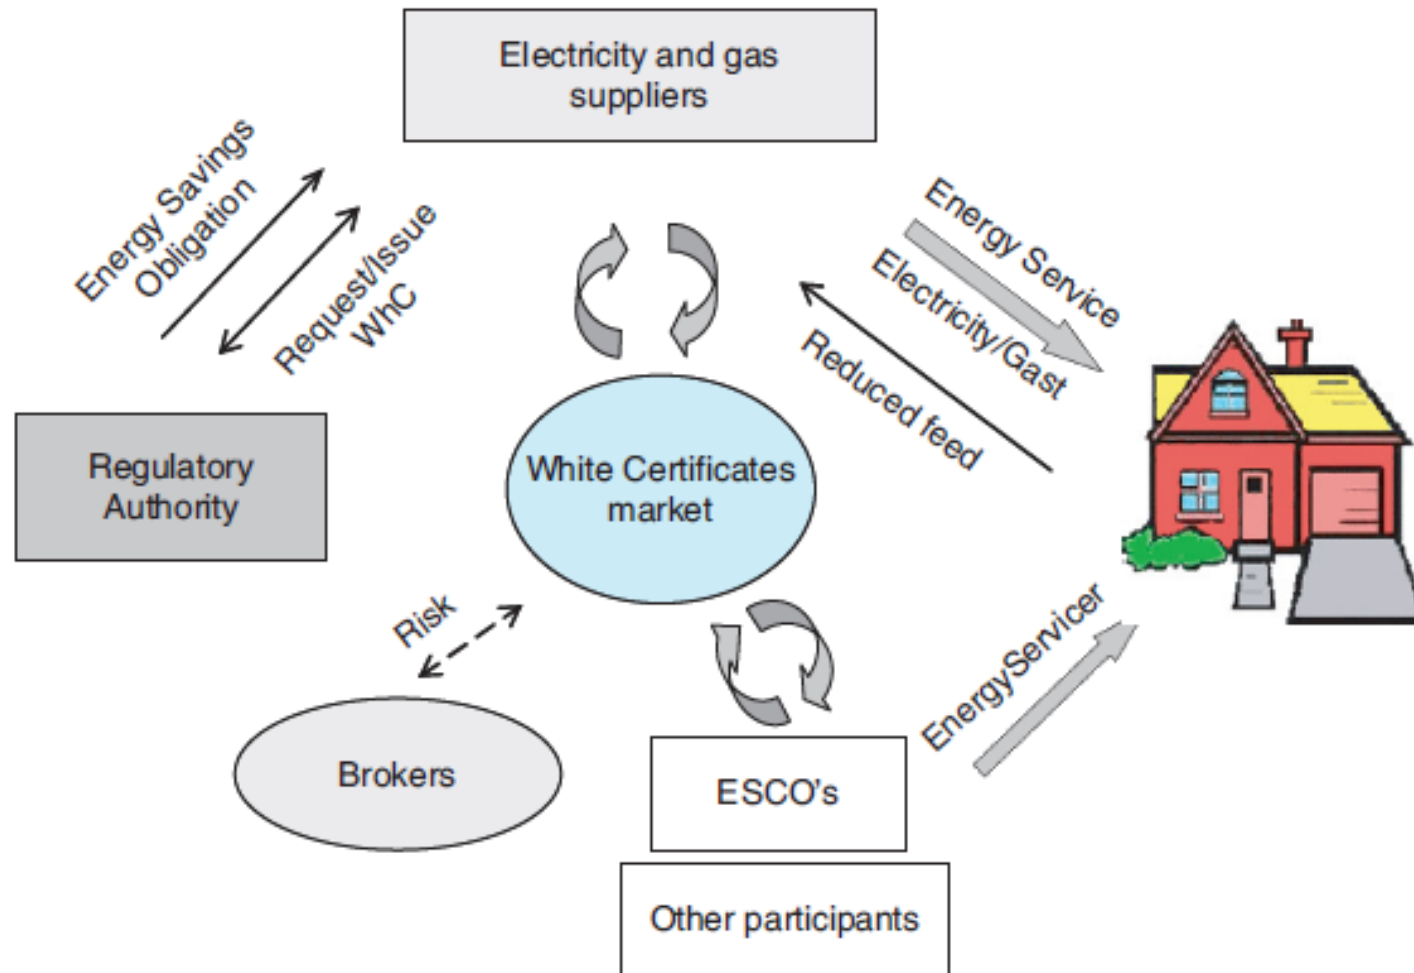 Electricity and gas
suppliers
Energy Savings
Obligation
Request/Issue
WhC
Energy Service
Electricity/Gast
Reduced feed
Regulatory
Authority
White Certificates
market
Risk
EnergyServicer
Brokers
ESCO’s
Other participants